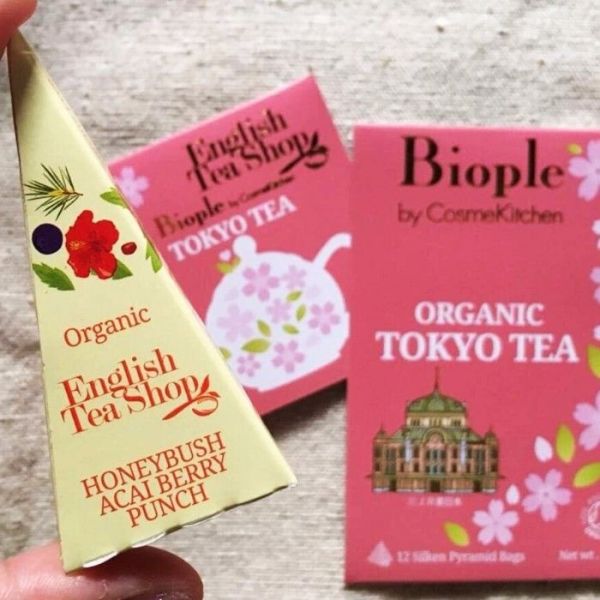 Organic
English
Tea Shop
HONEYBUSH
ACAI BERRY
PUNCH
English
Tea Shop
Biople by CosmeKitchen
TOKYO TEA
Biople
by CosmeKitchen
ORGANIC
TOKYO TEA
12 Silken Pyramid Bags
Net